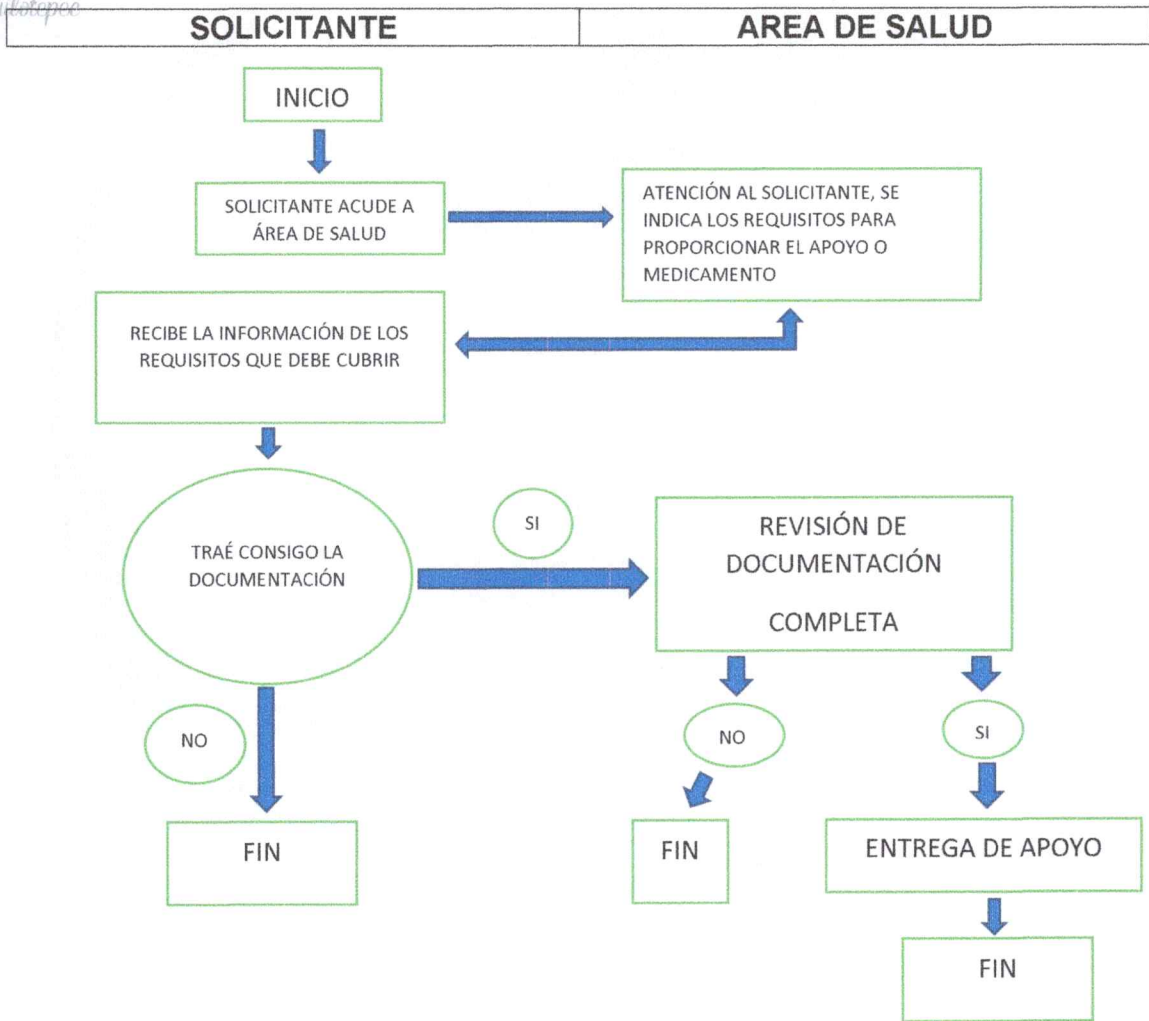 SOLICITANTE
AREA DE SALUD
INICIO
SOLICITANTE ACUDE A
ÁREA DE SALUD
ATENCIÓN AL SOLICITANTE, SE
INDICA LOS REQUISITOS PARA
PROPORCIONAR EL APOYO O
MEDICAMENTO
RECIBE LA INFORMACIÓN DE LOS
REQUISITOS QUE DEBE CUBRIR
TRAÉ CONSIGO LA
DOCUMENTACIÓN
SI
REVISIÓN DE
DOCUMENTACIÓN
COMPLETA
NO
NO
SI
FIN
FIN
ENTREGA DE APOYO
FIN